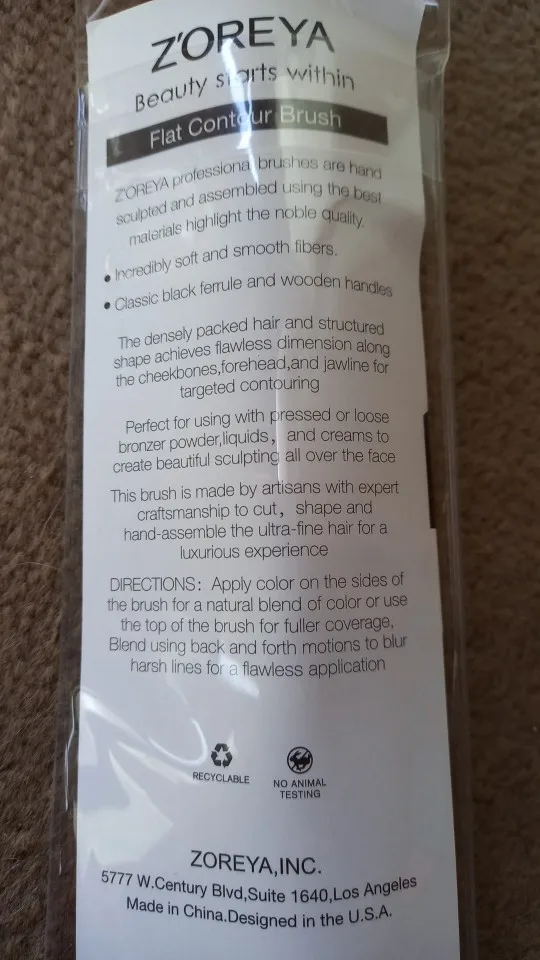 Z'OREYA
Beauty starts within
Flat Contour Brush
Z'OREYA professional brushes are hand
sculpted and assembled using the best
materials highlight the noble quality.
• Incredibly soft and smooth fibers.
• Classic black ferrule and wooden handles
The densely packed hair and structured
shape achieves flawless dimension along
the cheekbones,forehead,and jawline for
targeted contouring
Perfect for using with pressed or loose
bronzer powder,liquids, and creams to
create beautiful sculpting all over the face
This brush is made by artisans with expert
craftsmanship to cut, shape and
hand-assemble the ultra-fine hair for a
luxurious experience
DIRECTIONS: Apply color on the sides of
the brush for a natural blend of color or use
the top of the brush for fuller coverage,
Blend using back and forth motions to blur
harsh lines for a flawless application
RECYCLABLE
NO ANIMAL
TESTING
ZOREYA,INC.
5777 W.Century Blvd,Suite 1640,Los Angeles
Made in China.Designed in the U.S.A.